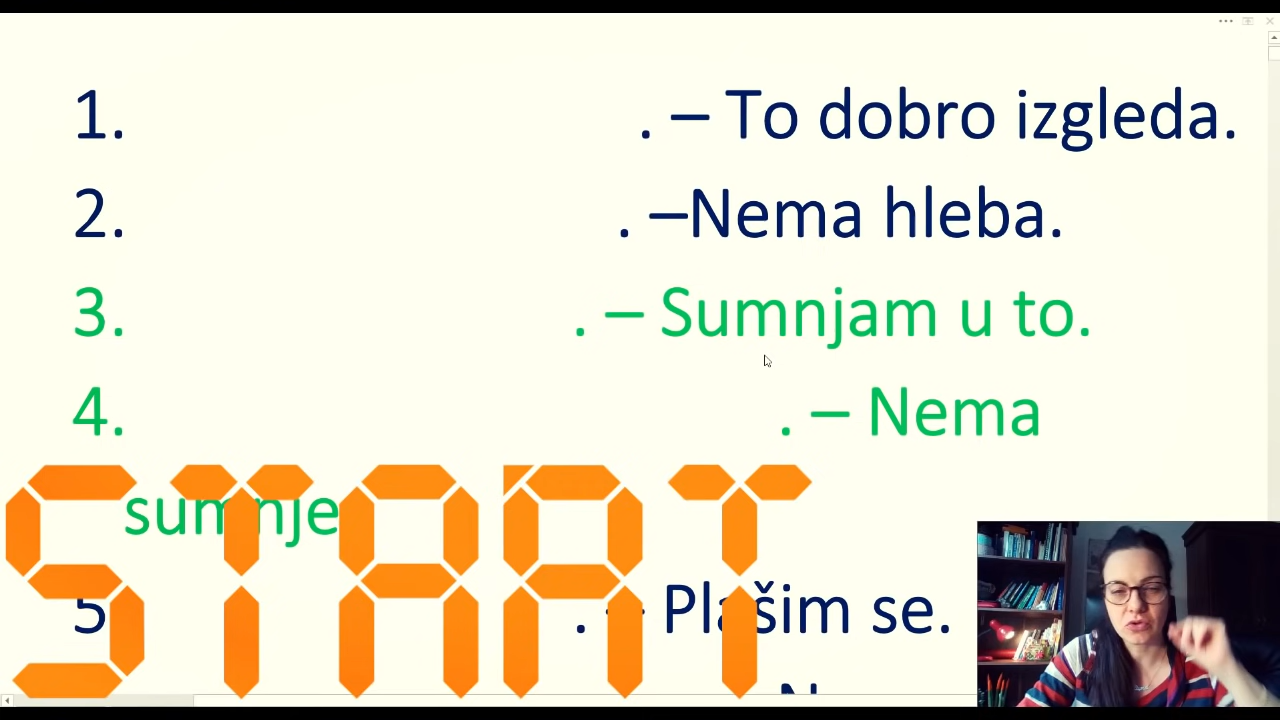 1. . – To dobro izgleda.
2. . –Nema hleba.
3. . – Sumnjam u to.
4. . – Nema
sumnje
5 . – Plašim se.
START